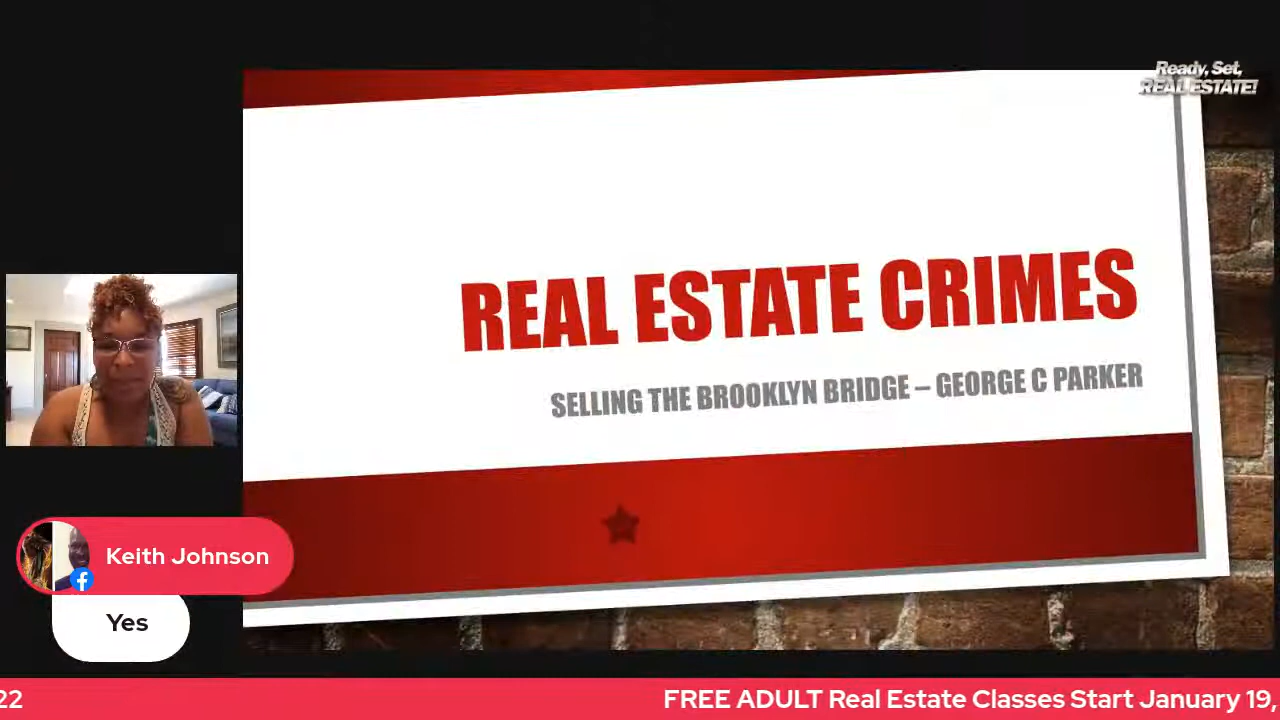 Ready, Set,
REAL ESTATE!
REAL ESTATE CRIMES
SELLING THE BROOKLYN BRIDGE – GEORGE C PARKER
Keith Johnson
Yes
22
FREE ADULT Real Estate Classes Start January 19,